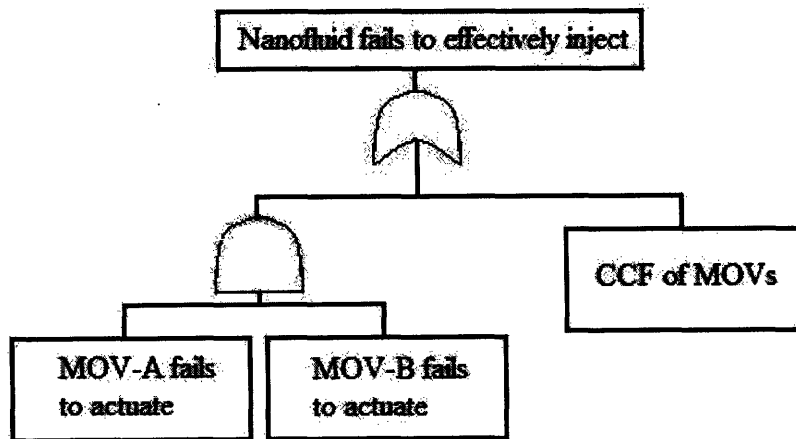 Nanofluid fails to effectively inject
CCF of MOVs
MOV-A fails
to actuate
MOV-B fails
to actuate